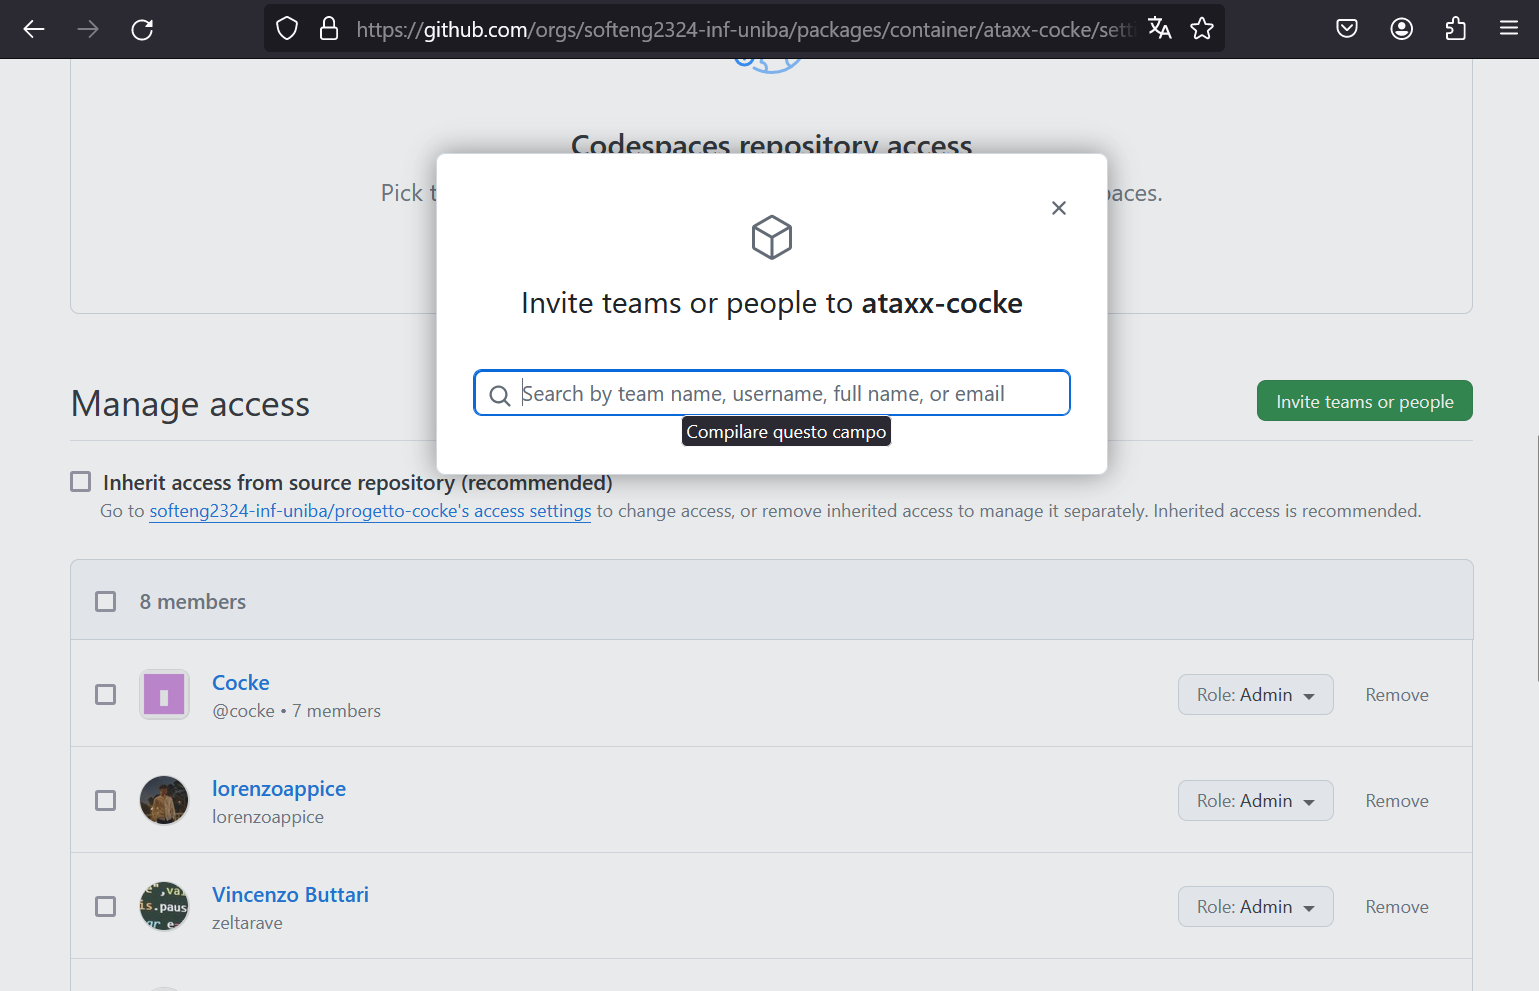 https://github.com/orgs/softeng2324-inf-uniba/packages/container/ataxx-cocke/setti
Codespaces repository access
Pick t
paces.
Invite teams or people to ataxx-cocke
Search by team name, username, full name, or email
Compilare questo campo
Manage access
Invite teams or people
Inherit access from source repository (recommended)
Go to softeng2324-inf-uniba/progetto-cocke's access settings to change access, or remove inherited access to manage it separately. Inherited access is recommended.
8 members
Cocke
@cocke • 7 members
Role: Admin
Remove
lorenzoappice
lorenzoappice
Role: Admin
Remove
Vincenzo Buttari
zeltarave
Role: Admin
Remove